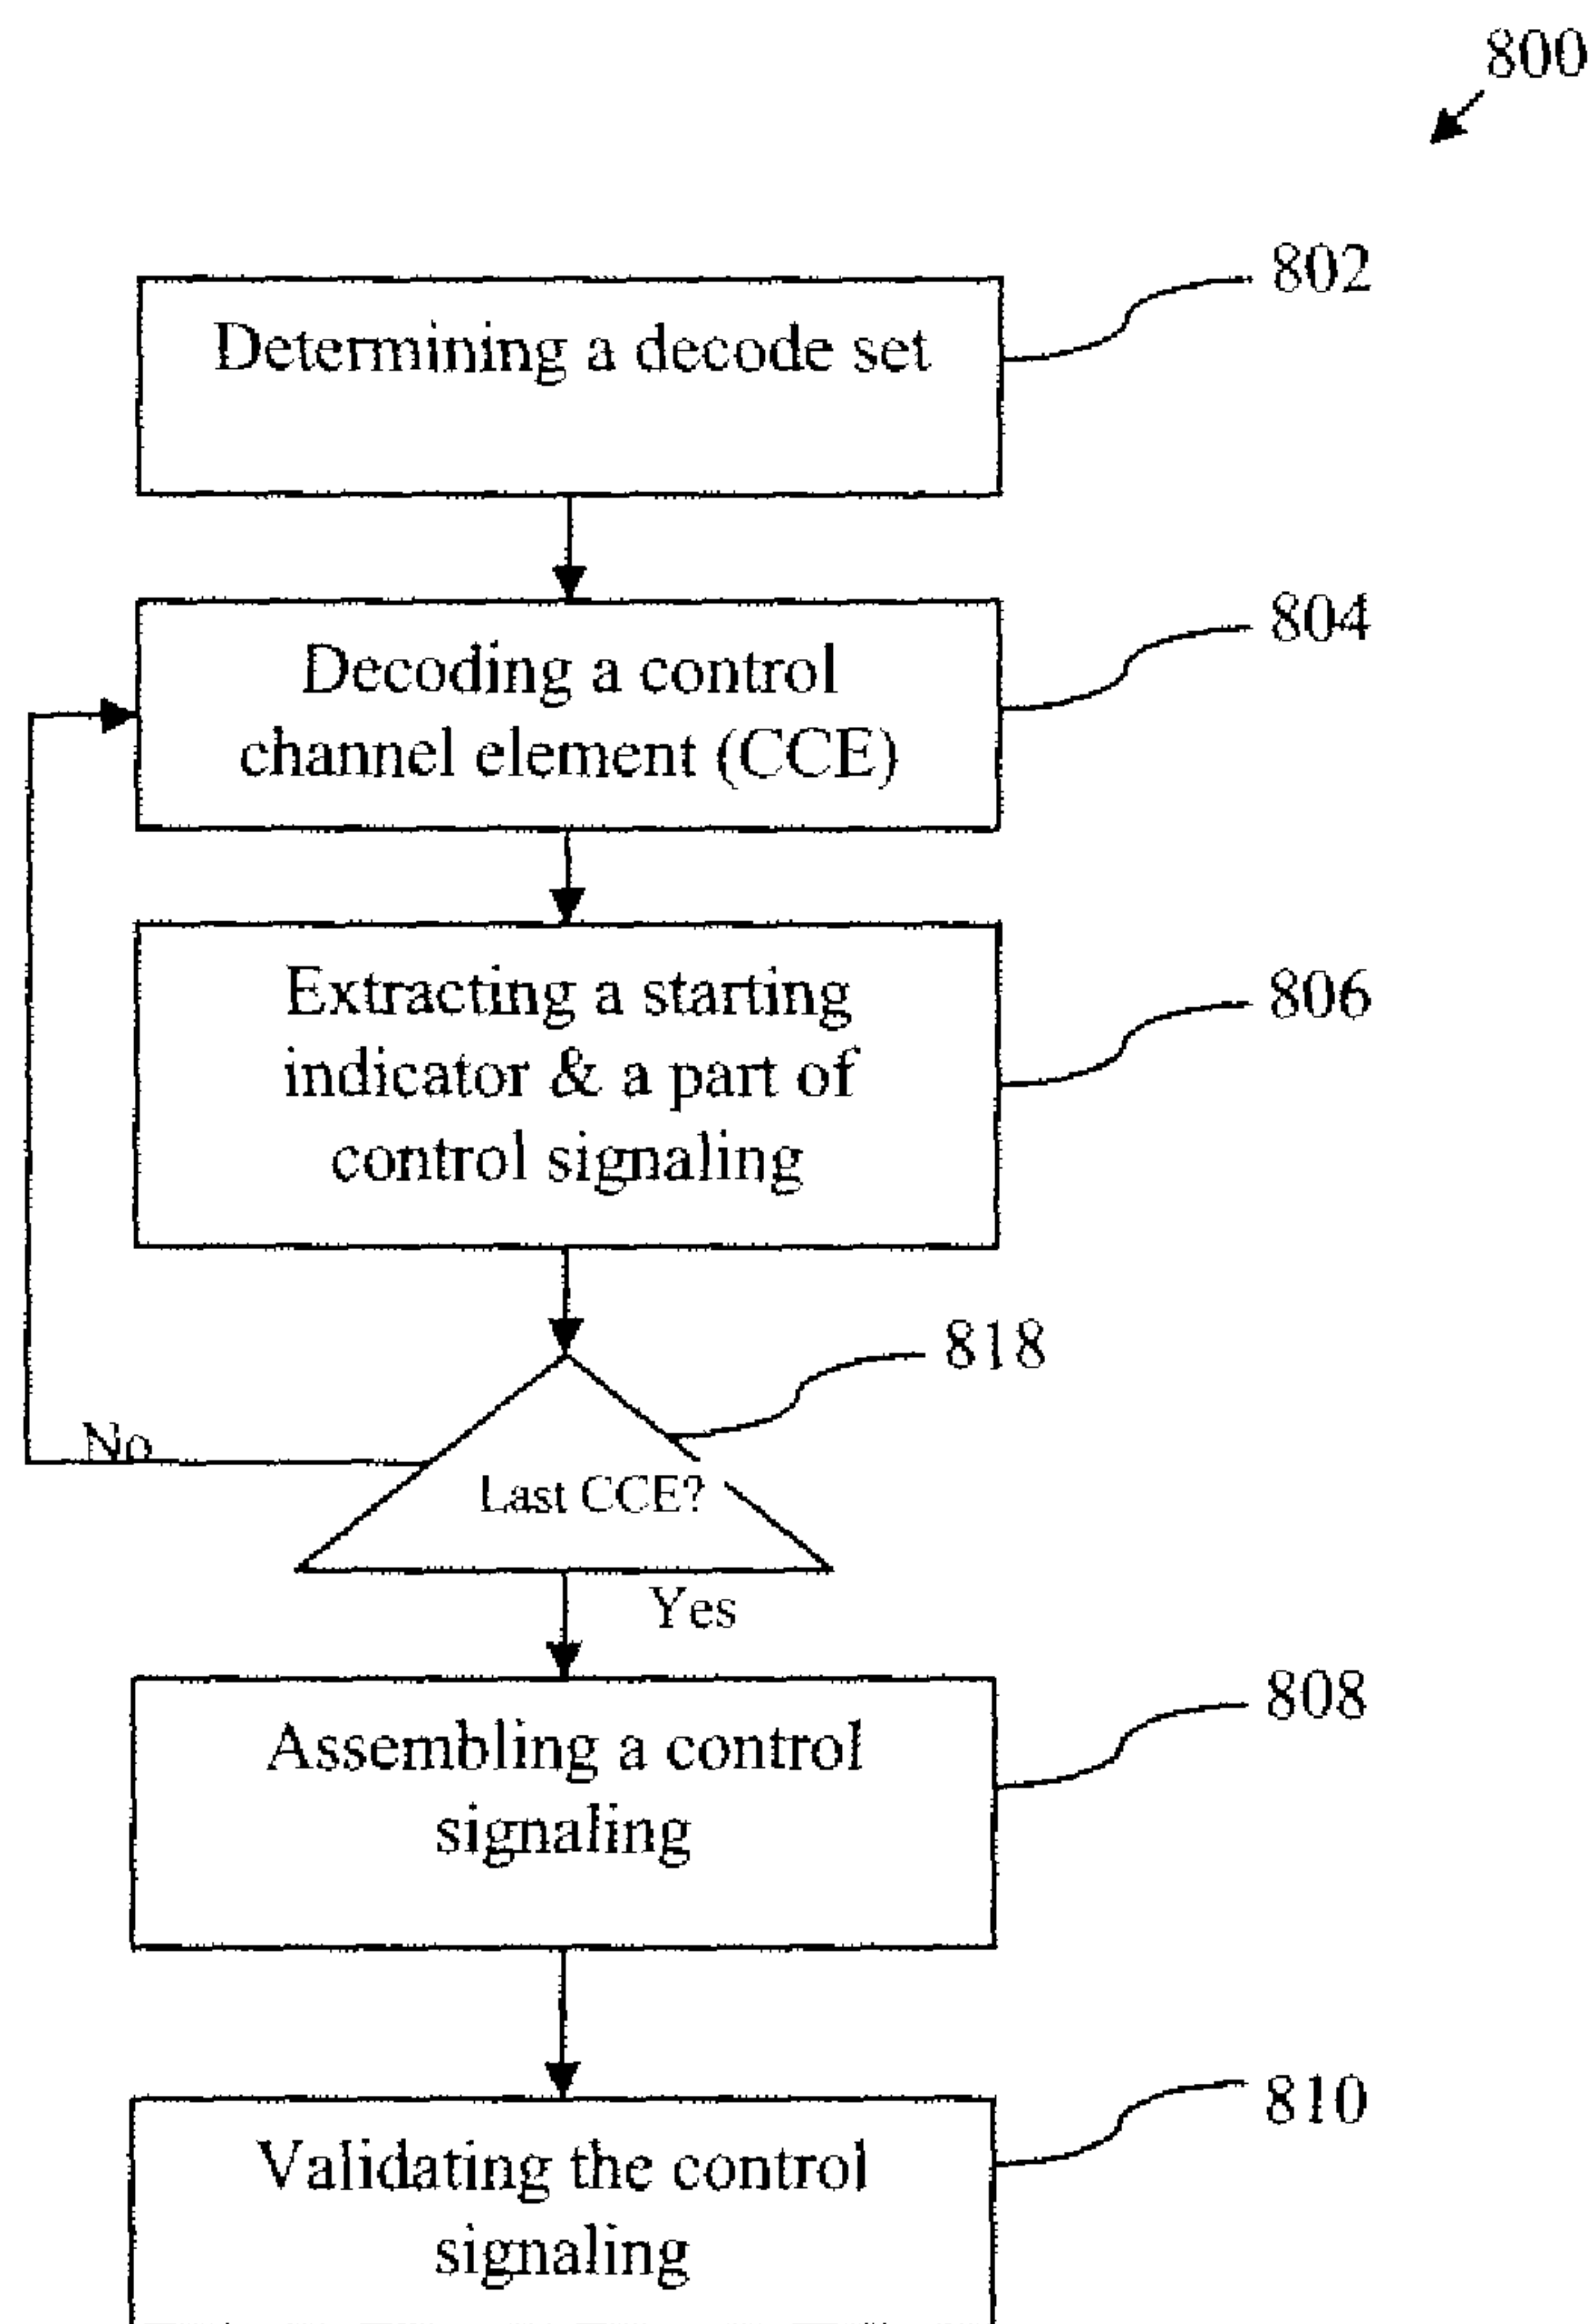 800
Determining a decode set
802
Decoding a control
channel element (CCE)
804
Extracting a starting
indicator & a part of
control signaling
806
818
No
Last CCE?
Yes
Assembling a control
signaling
808
Validating the control
signaling
810